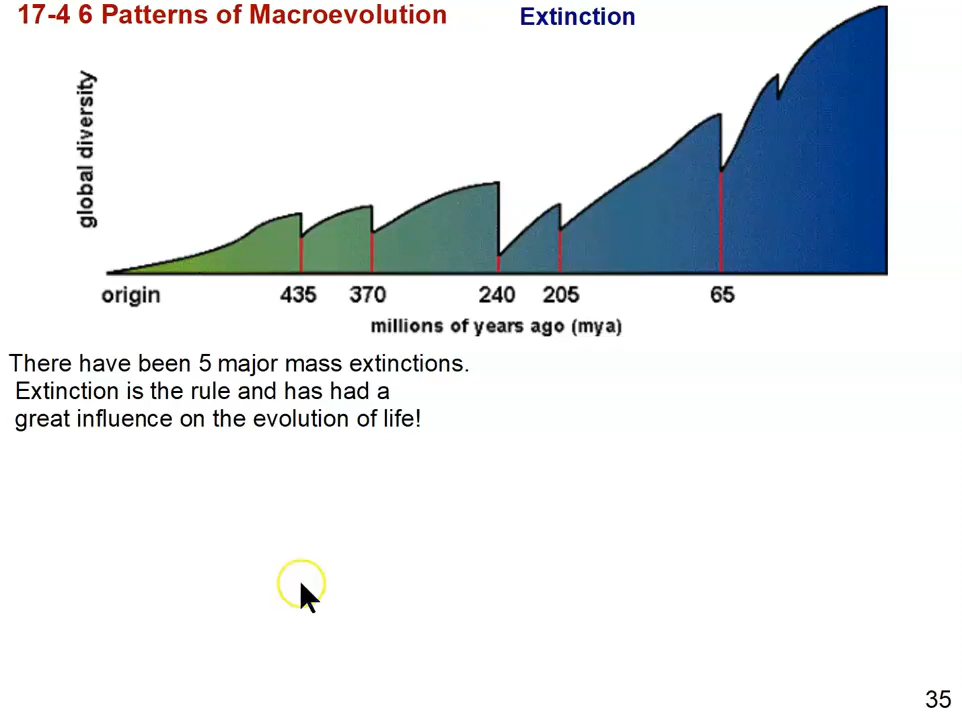 17-4 6 Patterns of Macroevolution Extinction
global diversity
origin 435 370 240 205 65
millions of years ago (mya)
There have been 5 major mass extinctions.
Extinction is the rule and has had a
great influence on the evolution of life!
35